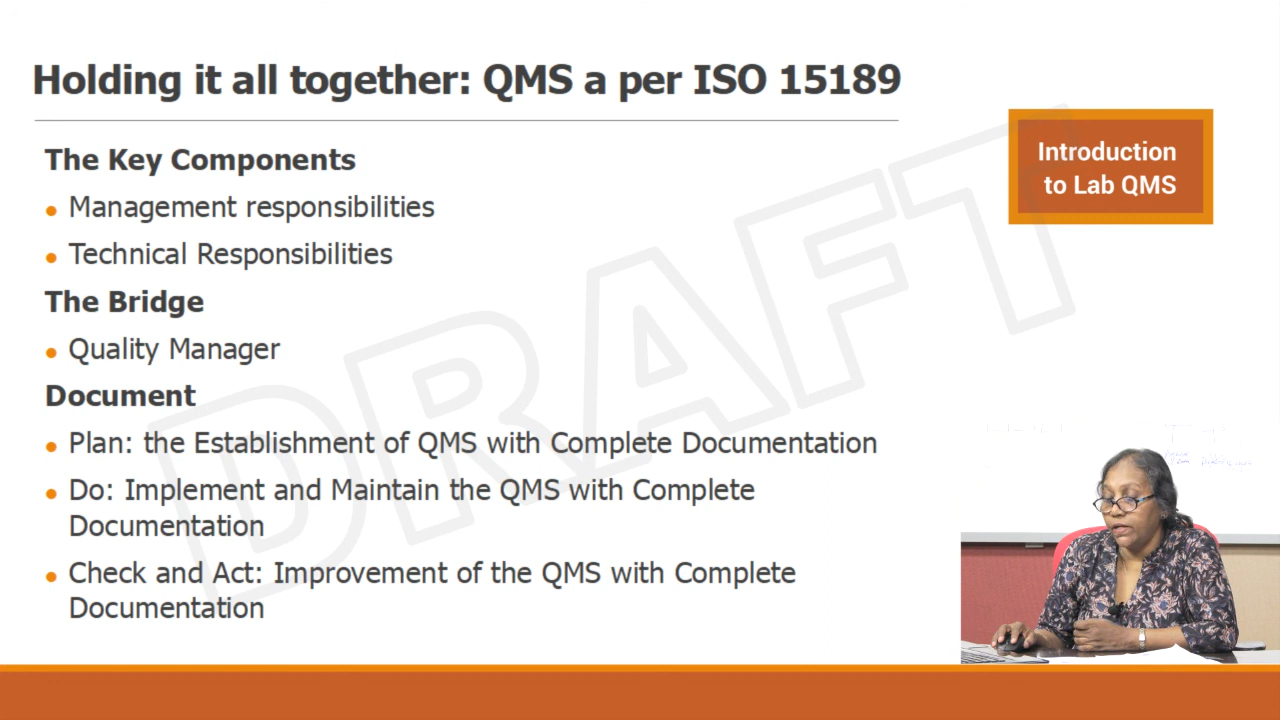 Holding it all together: QMS a per ISO 15189
Introduction
to Lab QMS
The Key Components
Management responsibilities
Technical Responsibilities
The Bridge
Quality Manager
Document
Plan: the Establishment of QMS with Complete Documentation
Do: Implement and Maintain the QMS with Complete
Documentation
Check and Act: Improvement of the QMS with Complete
Documentation
DRAFT